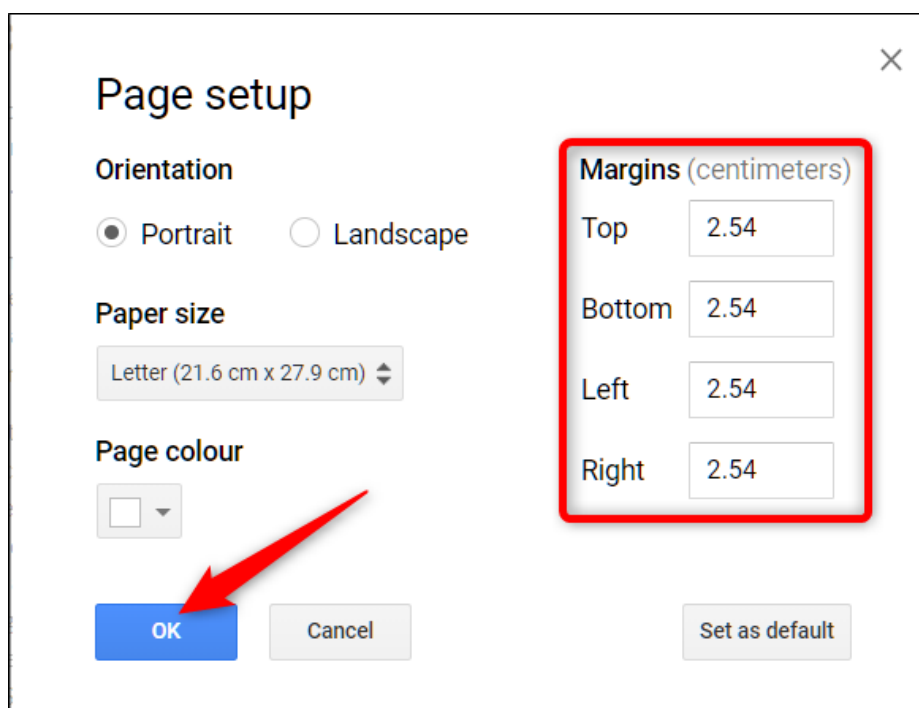 Page setup
Orientation
Portrait Landscape
Paper size
Letter (21.6 cm x 27.9 cm)
Page colour
Margins (centimeters)
Top 2.54
Bottom 2.54
Left 2.54
Right 2.54
OK Cancel Set as default